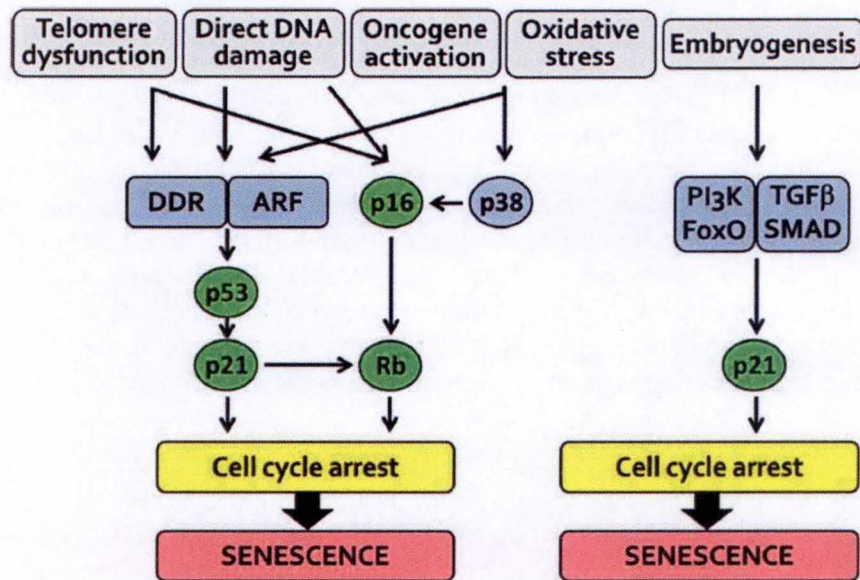 Telomere
dysfunction
Direct DNA
damage
Oncogene
activation
Oxidative
stress
Embryogenesis
DDR
ARF
p16
p38
PI3K
FoxO
TGFβ
SMAD
p53
p21
Rb
p21
Cell cycle arrest
Cell cycle arrest
SENESCENCE
SENESCENCE